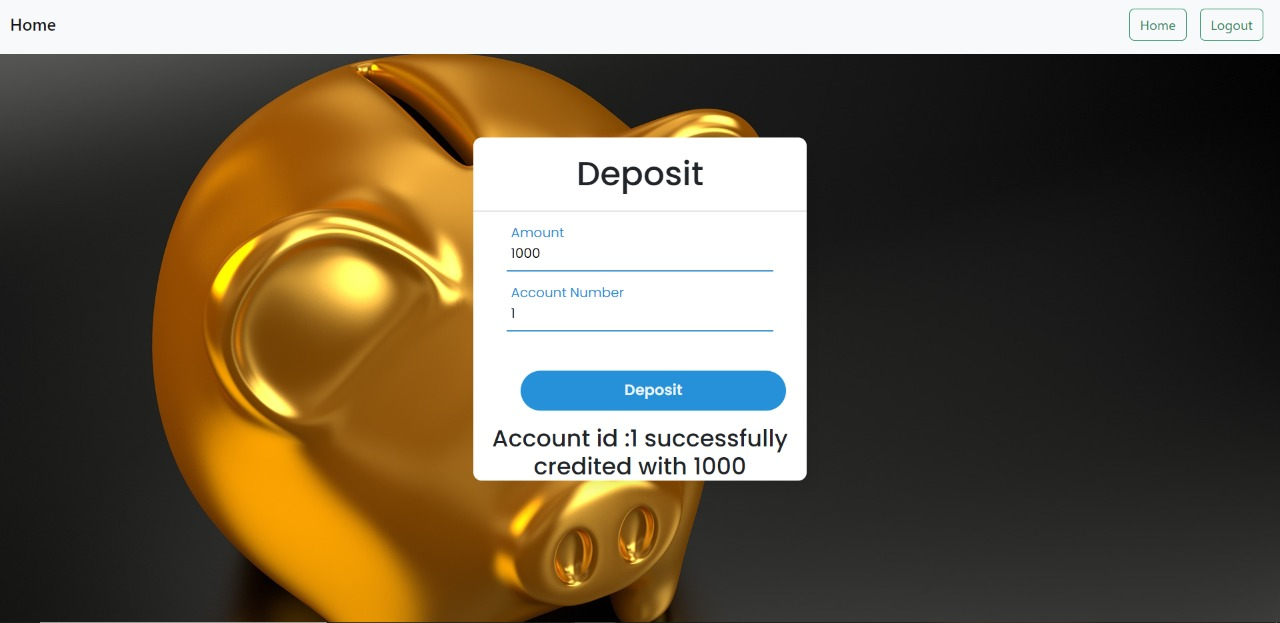 Home
Home
Logout
Deposit
Amount
1000
Account Number
1
Deposit
Account id :1 successfully
credited with 1000